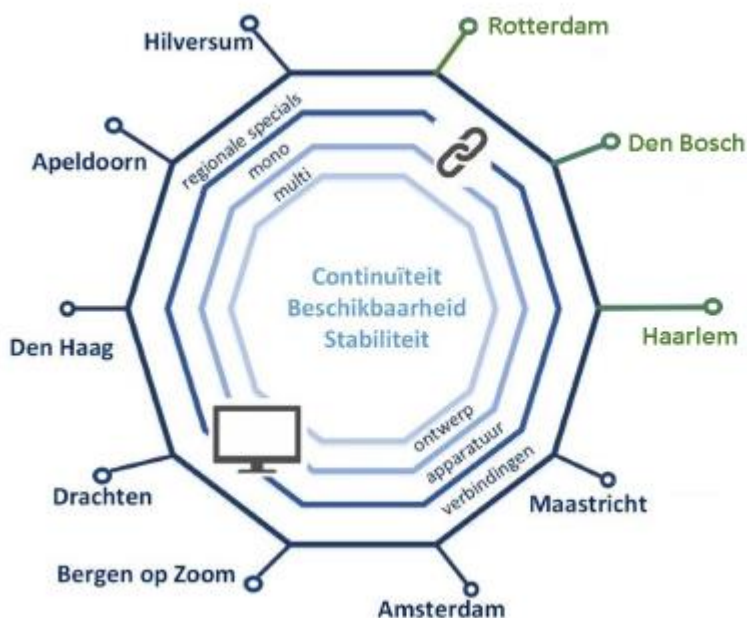 Hilversum
Rotterdam
Apeldoorn
Den Bosch
regionale specials
mono
multi
Continuïteit
Beschikbaarheid
Stabiliteit
Den Haag
Haarlem
ontwerp
apparatuur
verbindingen
Drachten
Maastricht
Bergen op Zoom
Amsterdam